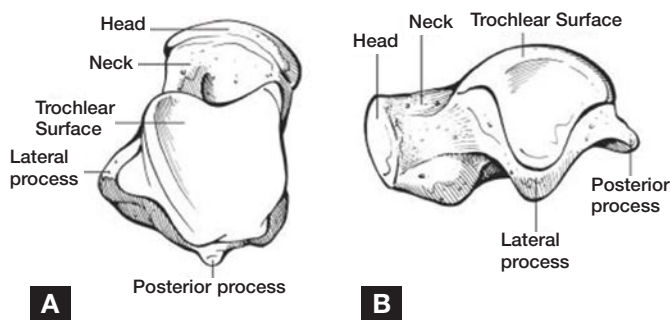 Head
Neck
Trochlear
Surface
Lateral
process
Posterior process
A
Head
Neck
Trochlear Surface
Posterior
process
Lateral
process
B